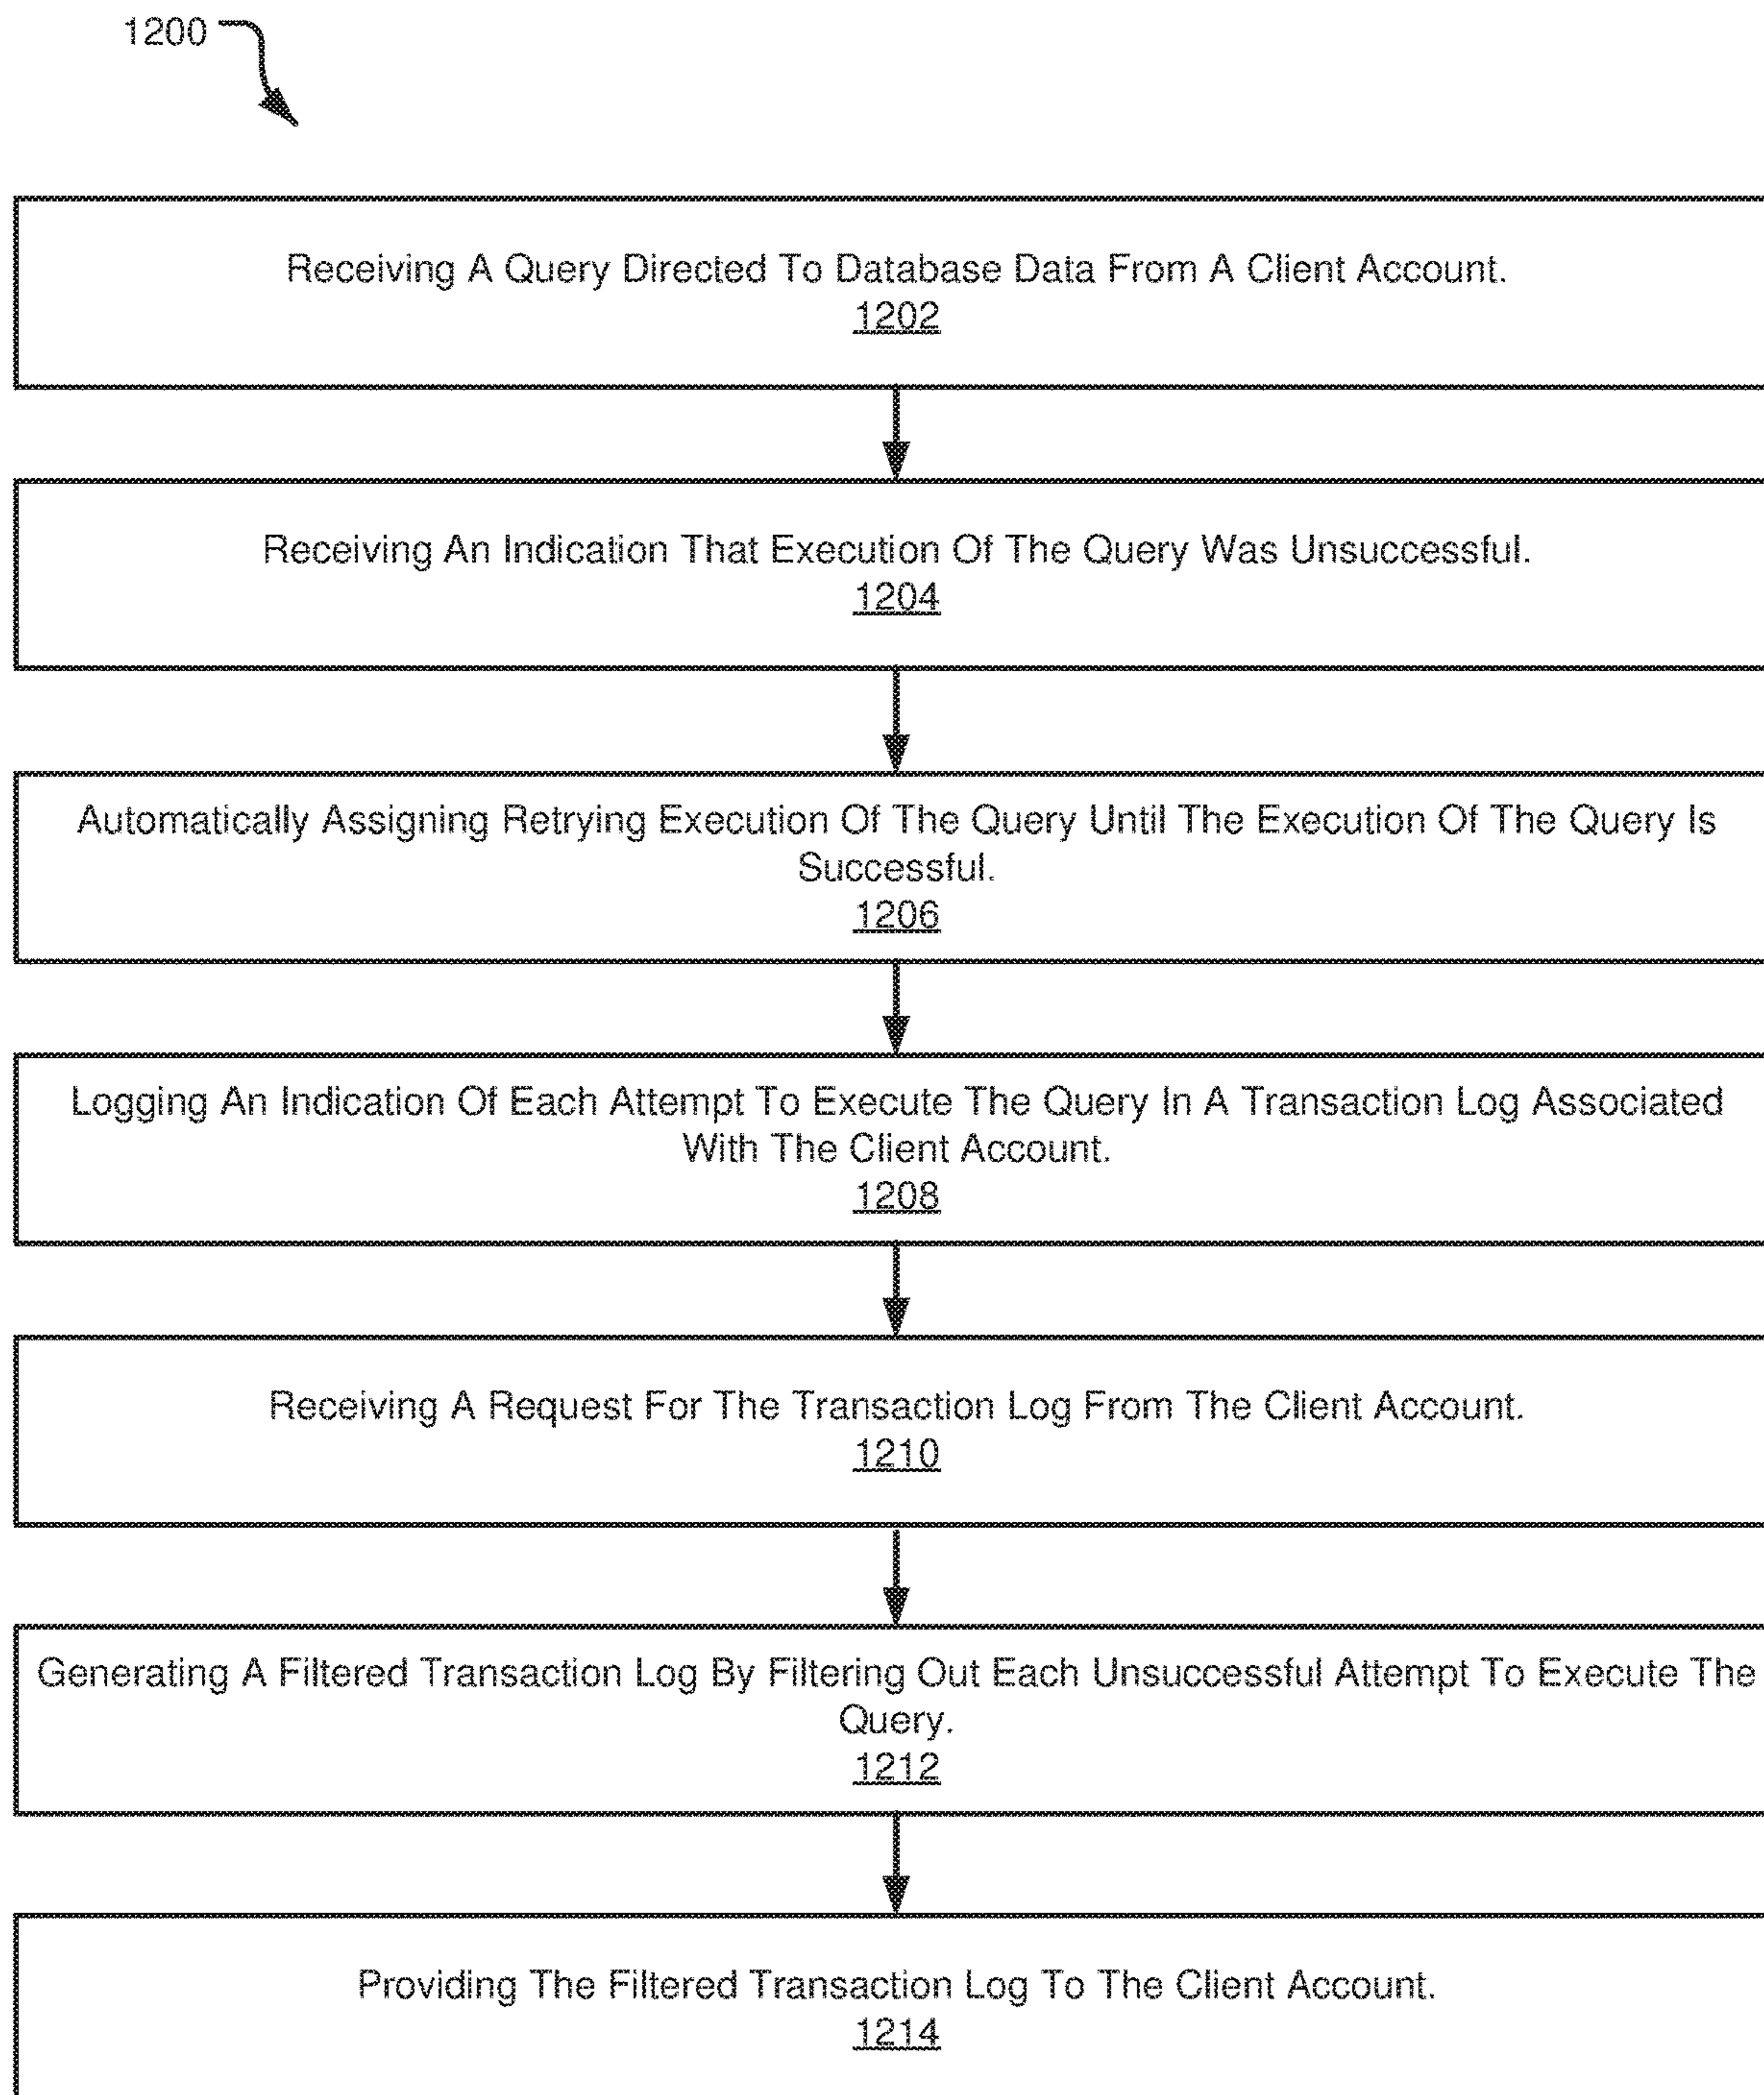 1200
Receiving A Query Directed To Database Data From A Client Account.
1202
Receiving An Indication That Execution Of The Query Was Unsuccessful.
1204
Automatically Assigning Retrying Execution Of The Query Until The Execution Of The Query Is
Successful.
1206
Logging An Indication Of Each Attempt To Execute The Query In A Transaction Log Associated
With The Client Account.
1208
Receiving A Request For The Transaction Log From The Client Account.
1210
Generating A Filtered Transaction Log By Filtering Out Each Unsuccessful Attempt To Execute The
Query.
1212
Providing The Filtered Transaction Log To The Client Account.
1214